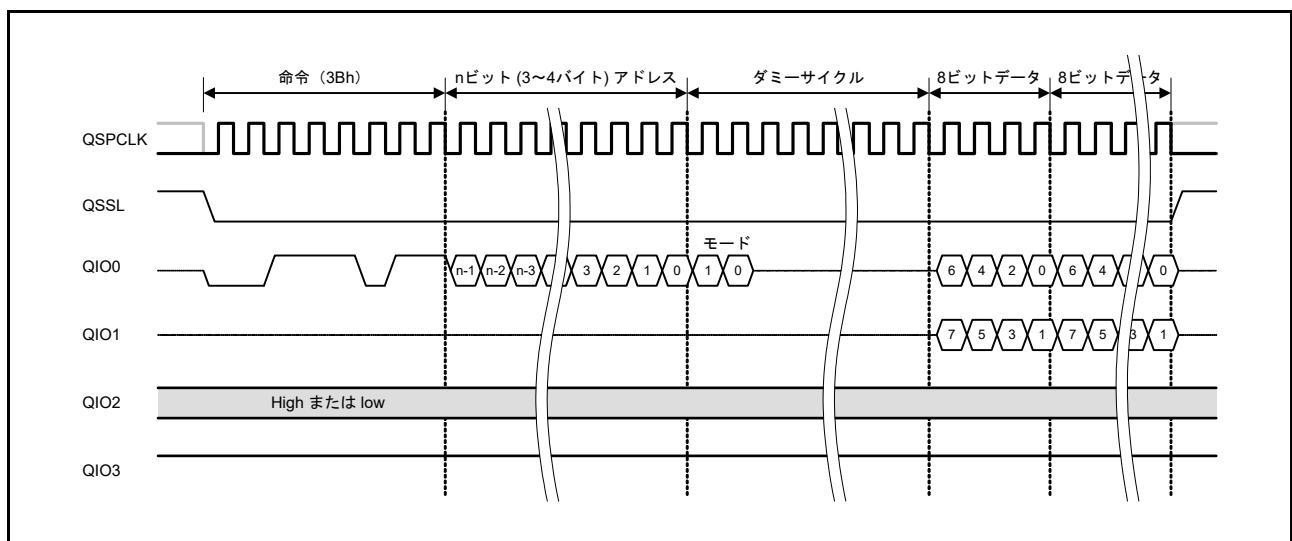 命令（3Bh） nビット (3～4バイト) アドレス ダミーサイクル 8ビットデータ 8ビットデータ
QSPCLK
QSSL
モード
QIO0 n-1 n-2 n-3 3 2 1 0 1 0 6 4 2 0 6 4 0
QIO1 7 5 3 1 7 5 3 1
QIO2 High または low
QIO3